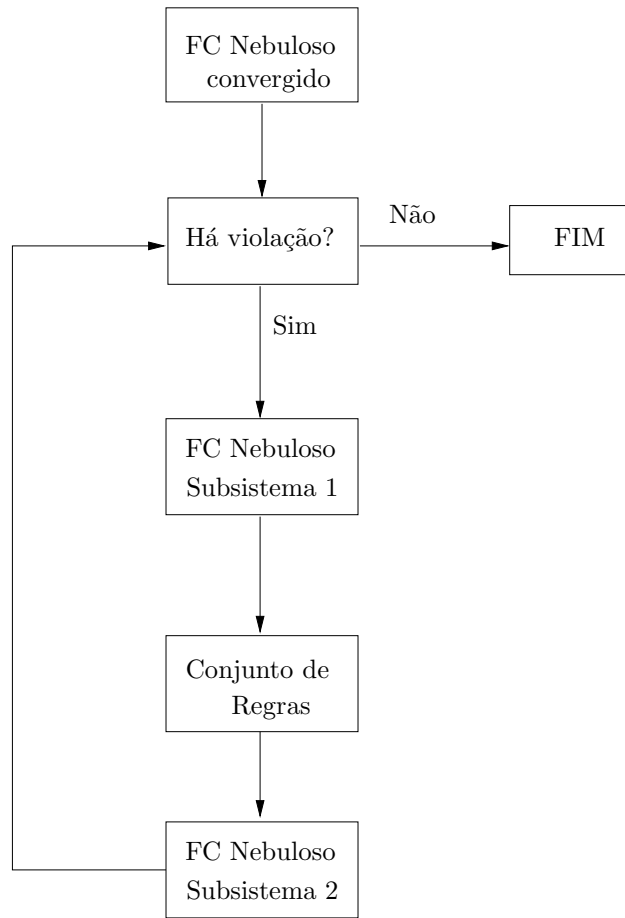 FC Nebuloso
convergido
Há violação?
Não
FIM
Sim
FC Nebuloso
Subsistema 1
Conjunto de
Regras
FC Nebuloso
Subsistema 2